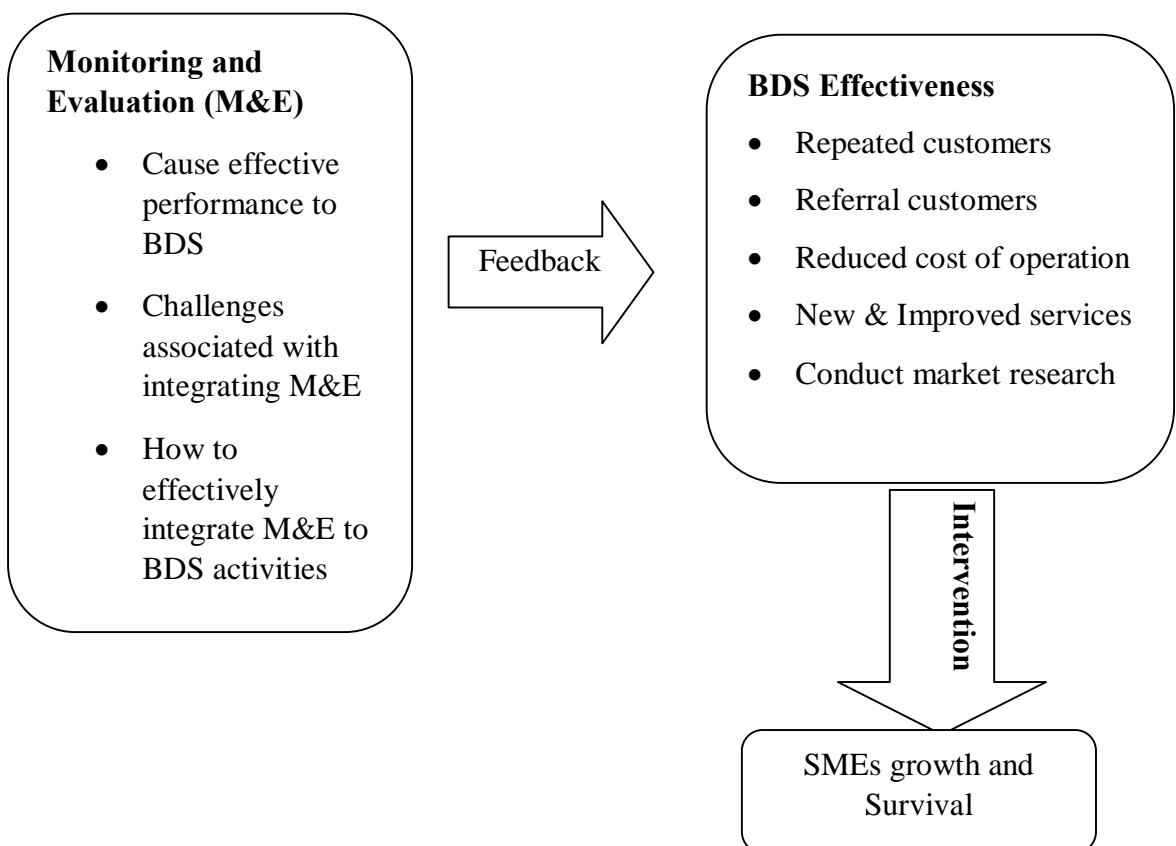 Monitoring and
Evaluation (M&E)
• Cause effective
performance to
BDS
• Challenges
associated with
integrating M&E
• How to
effectively
integrate M&E to
BDS activities
Feedback
BDS Effectiveness
• Repeated customers
• Referral customers
• Reduced cost of operation
• New & Improved services
• Conduct market research
Intervention
SMEs growth and
Survival